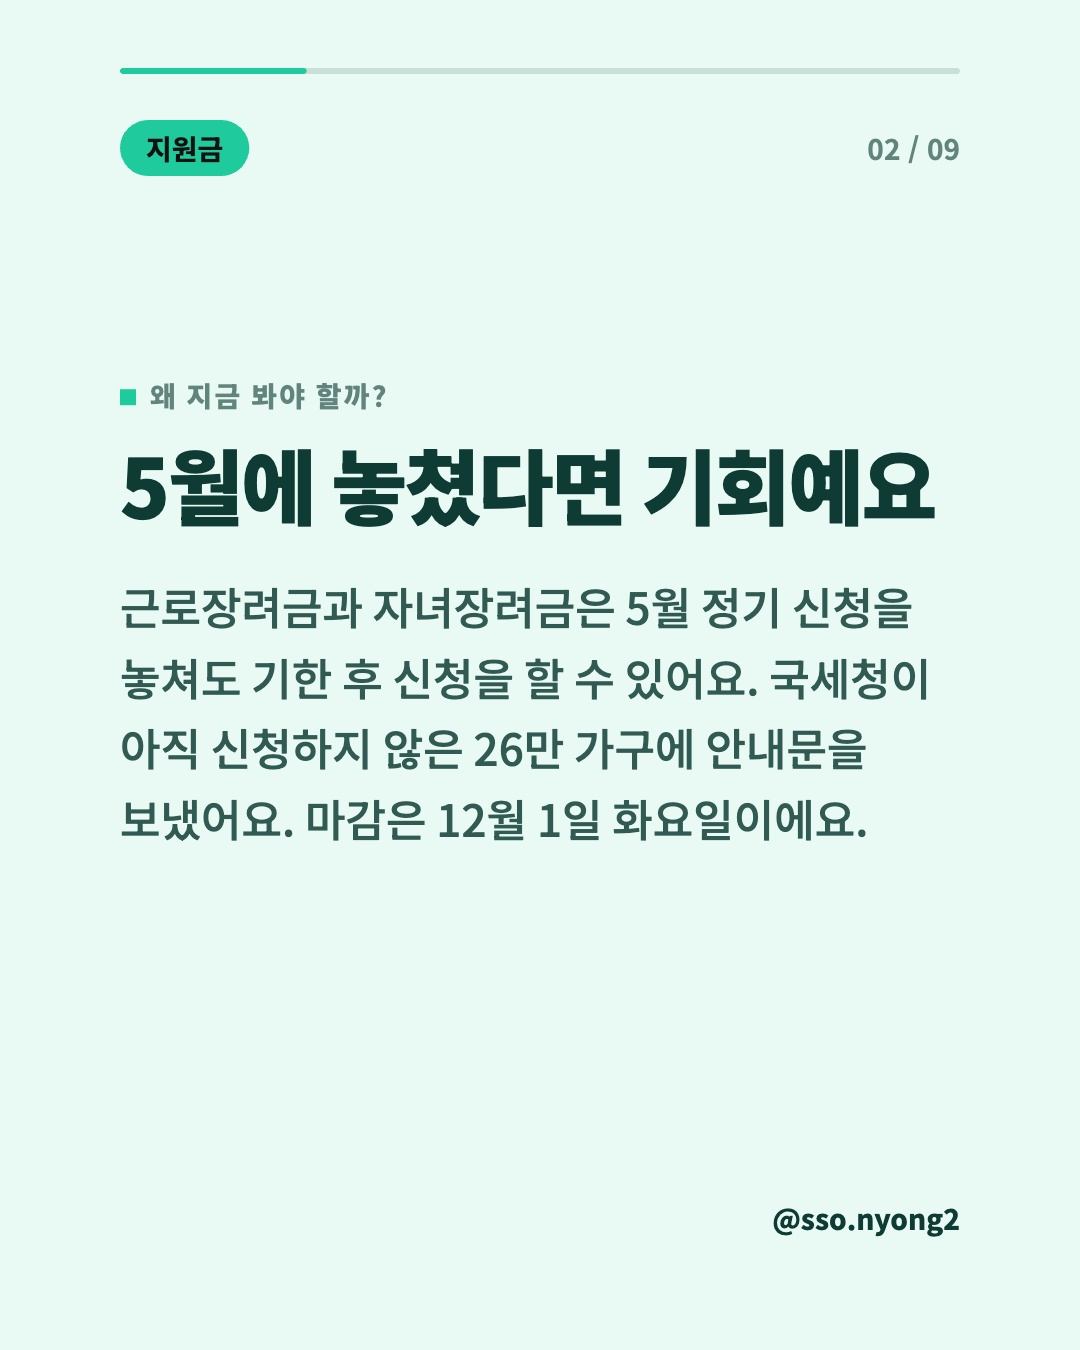 지원금
02 / 09
왜 지금 봐야 할까?
5월에 놓쳤다면 기회예요
근로장려금과 자녀장려금은 5월 정기 신청을
놓쳐도 기한 후 신청을 할 수 있어요. 국세청이
아직 신청하지 않은 26만 가구에 안내문을
보냈어요. 마감은 12월 1일 화요일이에요.
@sso.nyong2